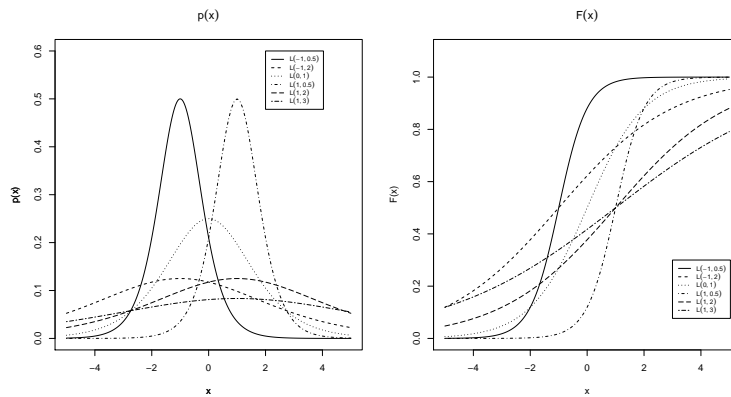 p(x)
0.6
0.5
0.4
0.3
0.2
0.1
0.0
p(x)
L(−1,0.5)
L(−1,2)
L(0,1)
L(1,0.5)
L(1,2)
L(1,3)
−4 −2 0 2 4
x
F(x)
1.0
0.8
0.6
0.4
0.2
0.0
F(x)
L(−1,0.5)
L(−1,2)
L(0,1)
L(1,0.5)
L(1,2)
L(1,3)
−4 −2 0 2 4
x